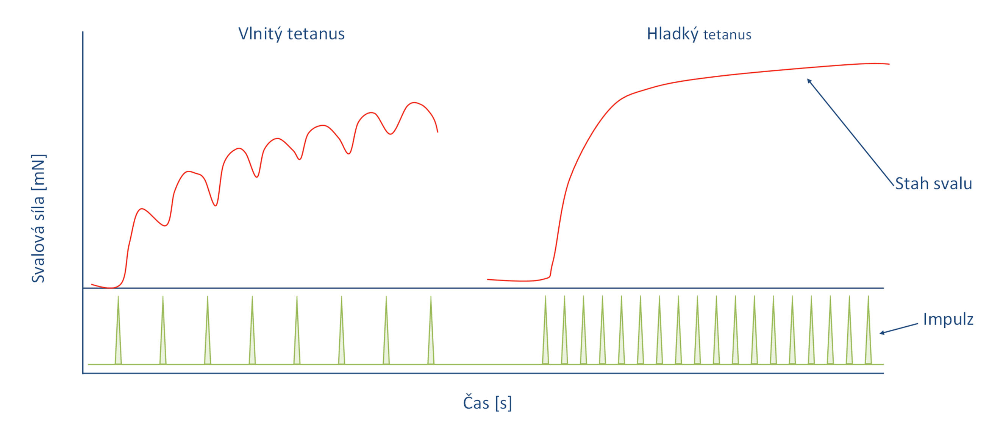 Vlnitý tetanus
Hladký tetanus
Svalová síla [mN]
Stah svalu
Impulz
Čas [s]